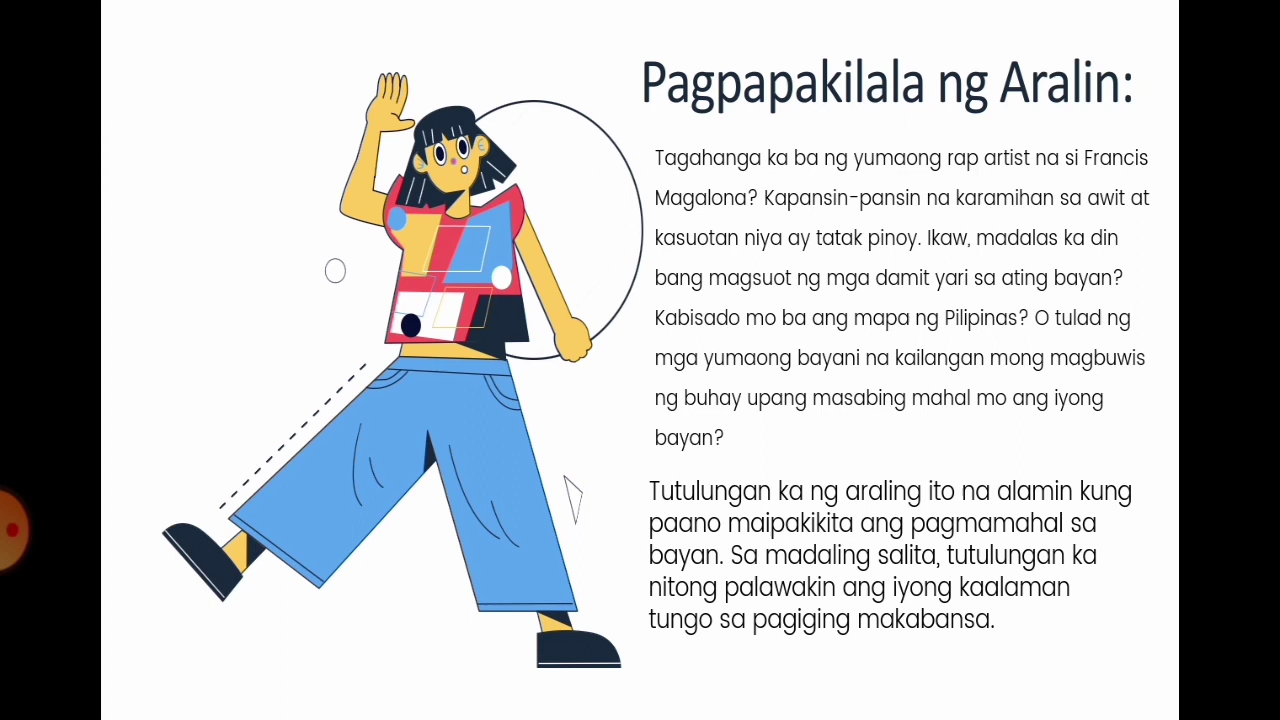 Pagpapakilala ng Aralin:
Tagahanga ka ba ng yumaong rap artist na si Francis
Magalona? Kapansin-pansin na karamihan sa awit at
kasuotan niya ay tatak pinoy. Ikaw, madalas ka din
bang magsuot ng mga damit yari sa ating bayan?
Kabisado mo ba ang mapa ng Pilipinas? O tulad ng
mga yumaong bayani na kailangan mong magbuwis
ng buhay upang masabing mahal mo ang iyong
bayan?
Tutulungan ka ng araling ito na alamin kung
paano maipakikita ang pagmamahal sa
bayan. Sa madaling salita, tutulungan ka
nitong palawakin ang iyong kaalaman
tungo sa pagiging makabansa.